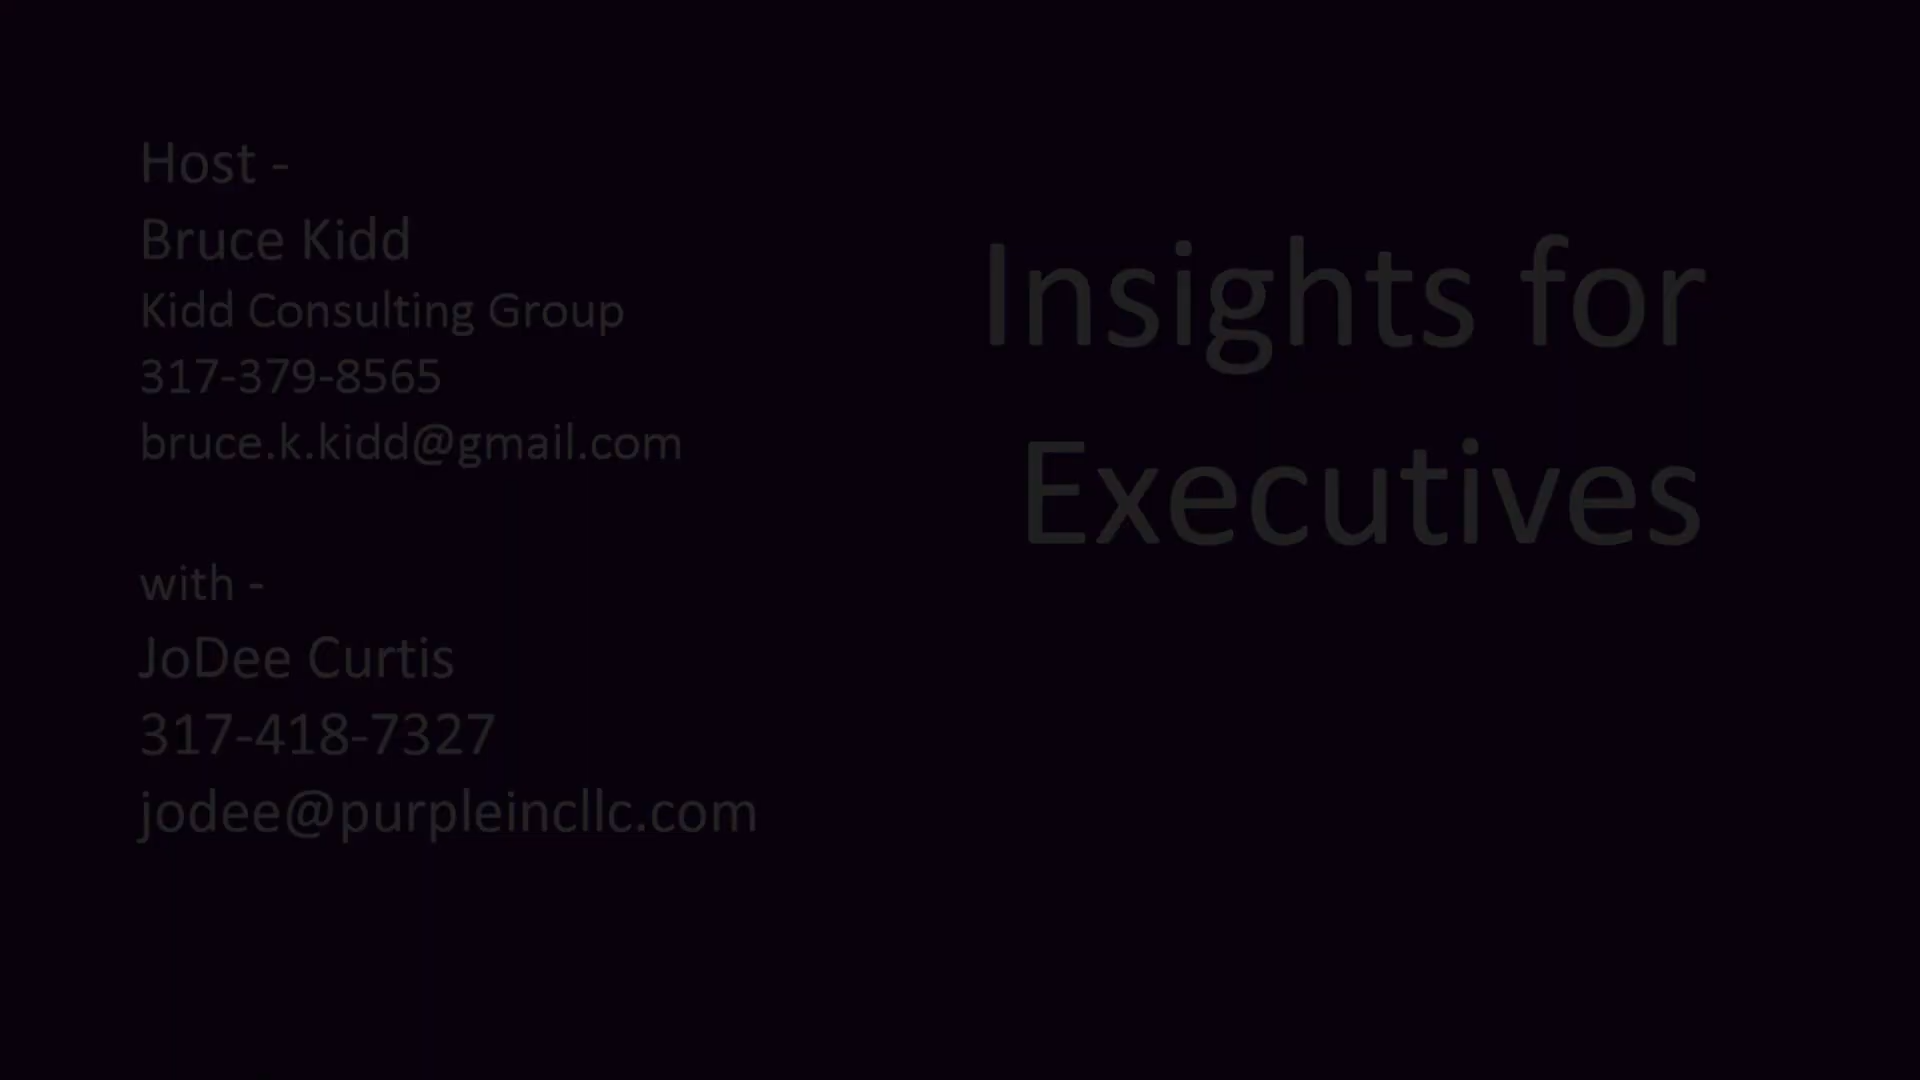 Host -
Bruce Kidd
Kidd Consulting Group
317-379-8565
bruce.k.kidd@gmail.com
with -
JoDee Curtis
317-418-7327
jodee@purpleincllc.com
Insights for
Executives